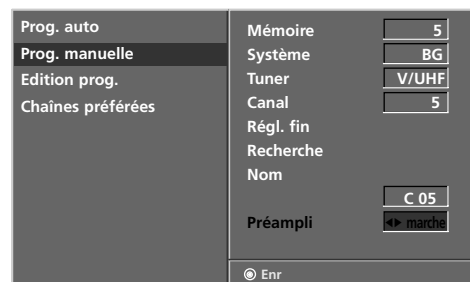 Prog. auto
Prog. manuelle
Edition prog.
Chaînes préférées
Mémoire 5
Système BG
Tuner V/UHF
Canal 5
Régl. fin
Recherche
Nom
C 05
Préampli ◄► marche
◉ Enr